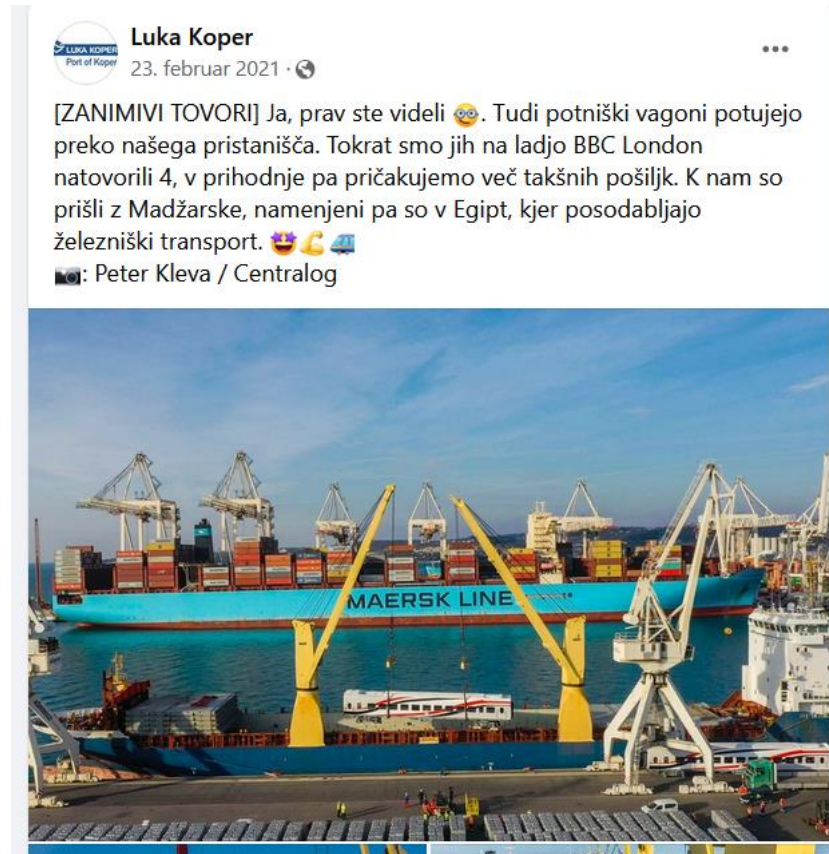 LUKA KOPER
Port of Koper
Luka Koper
23. februar 2021 ·
[ZANIMIVI TOVORI] Ja, prav ste videli 🤓. Tudi potniški vagoni potujejo
preko našega pristanišča. Tokrat smo jih na ladjo BBC London
natovorili 4, v prihodnje pa pričakujemo več takšnih pošiljk. K nam so
prišli z Madžarske, namenjeni pa so v Egipt, kjer posodabljajo
železniški transport. 🤩💪🚅
📷: Peter Kleva / Centralog
MAERSK LINE